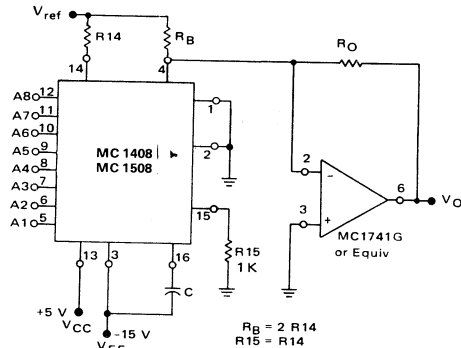 Vref
R14
RB
RO
14
4
A8 12
A7 11
A6 10
A5 9
A4 8
A3 7
A2 6
A1 5
1
2
MC 1408
MC 1508
15
R15
1 K
13
3
16
C
+5 V
VCC
-15 V
VEE
2
-
3
+
6
VO
MC1741G
or Equiv
RB = 2 R14
R15 = R14